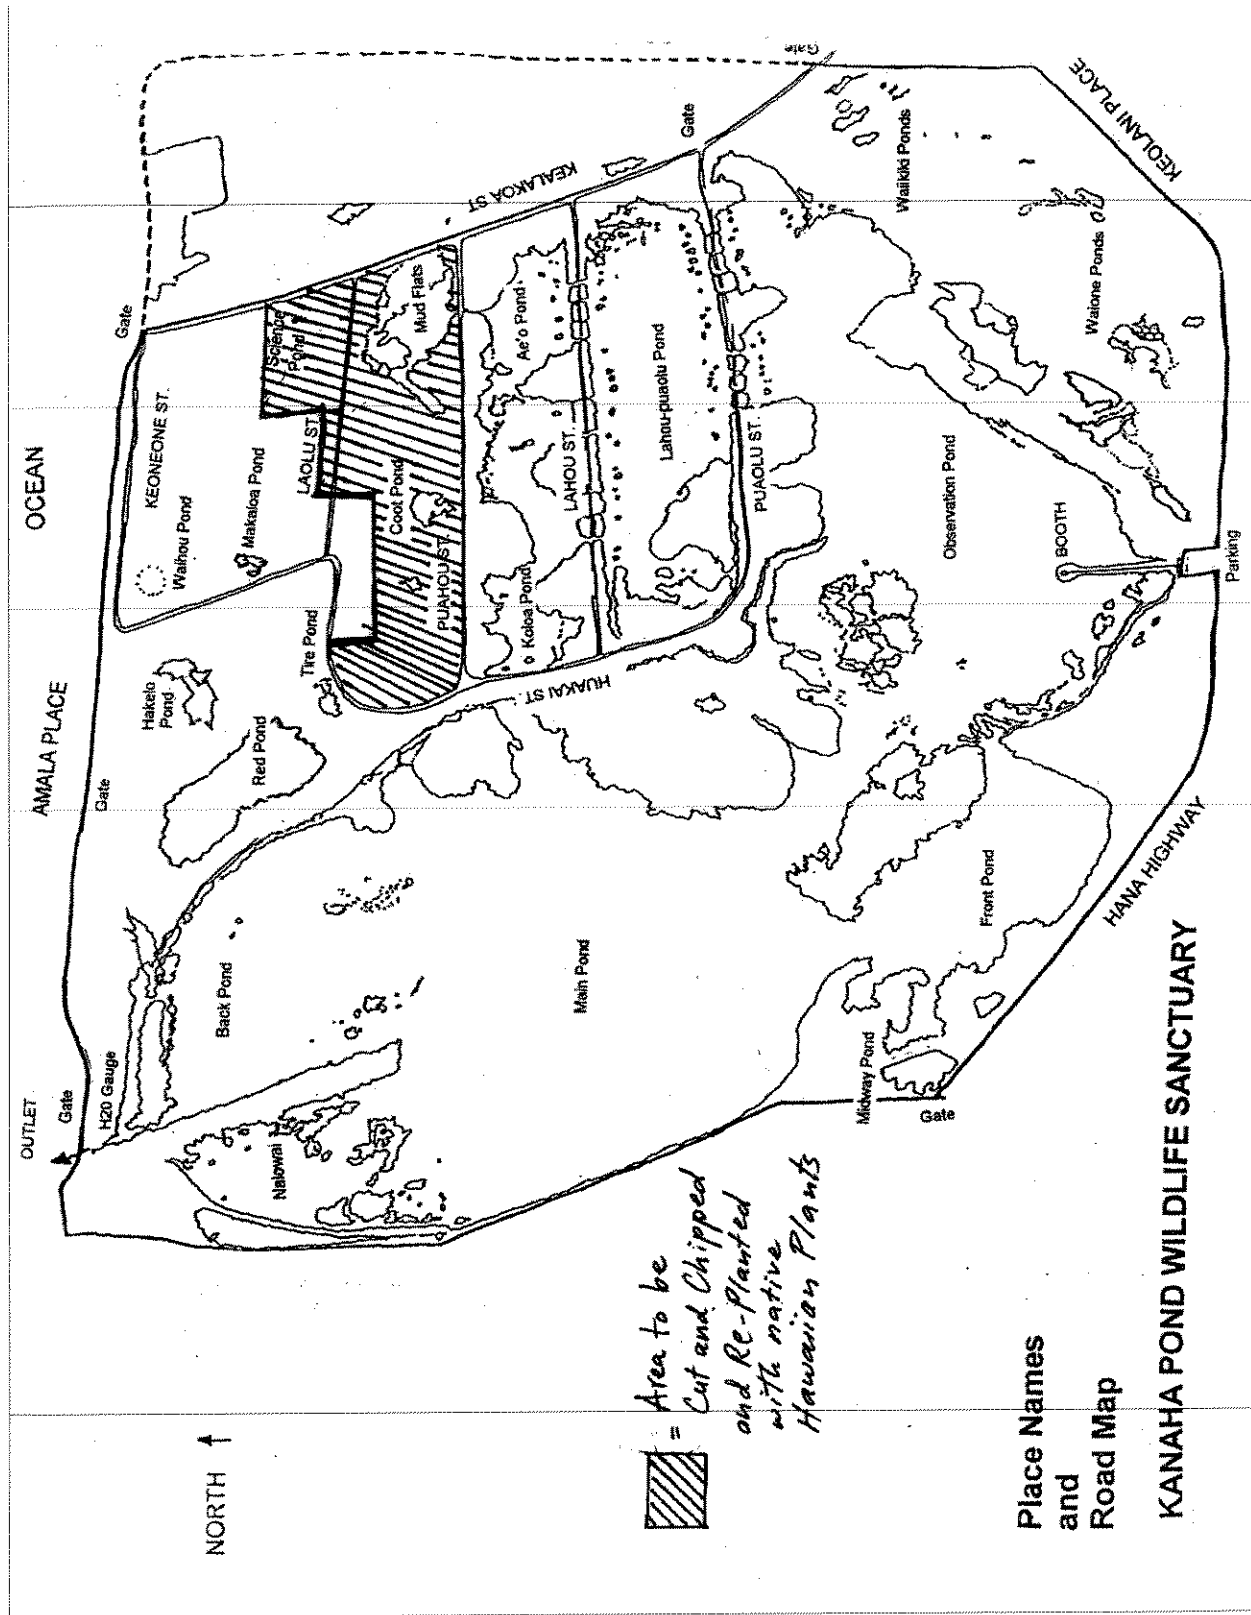 OCEAN
AMALA PLACE
OUTLET
Gate
H20 Gauge
Gate
Gate
Gate
Gate
KEONEONE ST.
Waihou Pond
Makaloa Pond
LAOLU ST.
Science
Pond
KEALAKOA ST
Mud Flats
Coot Pond
PUAHOU ST.
Ae'o Pond
Koloa Pond
LAHOU ST.
Lahou-puaolu Pond
PUAOLU ST.
HUAKAI ST.
Tire Pond
Hakelo
Pond
Red Pond
Back Pond
Nalowai
Main Pond
Midway Pond
Gate
Front Pond
Observation Pond
BOOTH
Parking
Waikiki Ponds
Waione Ponds
KEOLANI PLACE
HANA HIGHWAY
NORTH ↑
= Area to be
Cut and Chipped
and Re-Planted
with native
Hawaiian Plants
Place Names
and
Road Map
KANAHA POND WILDLIFE SANCTUARY